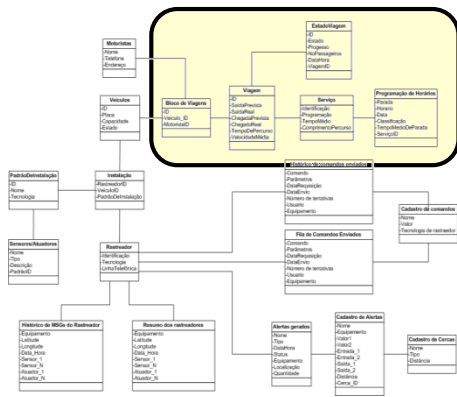 EstadoViagem
-ID
-Estado
-Progesso
-NoPassageiros
-DataHora
-ViagemID
Motoristas
-Nome
-Telefone
-Endereço
Veículos
-ID
-Placa
-Capacidade
-Estado
Bloco de Viagens
-ID
-Veiculo_ID
-MotoristaID
Viagem
-ID
-SaídaPrevista
-SaídaReal
-ChegadaPrevista
-ChegadaReal
-TempoDePercurso
-VelocidadeMédia
Serviço
-Identificação
-Programação
-TempoMédio
-ComprimentoPercurso
Programação de Horários
-Parada
-Horario
-Data
-Classificação
-TempoMedioDeParada
-ServiçoID
PadrãoDeInstalação
-ID
-Nome
-Tecnologia
Instalação
-RastreadorID
-VeículoID
-PadrãoDeInstalação
Histórico de comandos enviados
-Comando
-Parâmetros
-DataRequisição
-DataEnvio
-Número de tentativas
-Usuario
-Equipamento
Cadastro de comandos
-Nome
-Valor
-Tecnologia de rastreador
Sensores/Atuadores
-Nome
-Tipo
-Descrição
-PadrãoID
Rastreador
-Identificação
-Tecnologia
-LinhaTelefônica
Fila de Comandos Enviados
-Comando
-Parâmetros
-DataRequisição
-DataEnvio
-Número de tentativas
-Usuario
-Equipamento
Histórico de MSGs do Rastreador
-Equipamento
-Latitude
-Longitude
-Data_Hora
-Sensor_1
-Sensor_N
-Atuador_1
-Atuador_N
Resumo dos rastreadores
-Equipamento
-Latitude
-Longitude
-Data_Hora
-Sensor_1
-Sensor_N
-Atuador_1
-Atuador_N
Alertas gerados
-Nome
-Tipo
-DataHora
-Status
-Equipamento
-Localização
-Quantidade
Cadastro de Alertas
-Nome
-Equipamento
-Valor1
-Valor2
-Entrada_1
-Entrada_2
-Saída_1
-Saída_2
-Distância
-Cerca_ID
Cadastro de Cercas
-Nome
-Tipo
-Distância